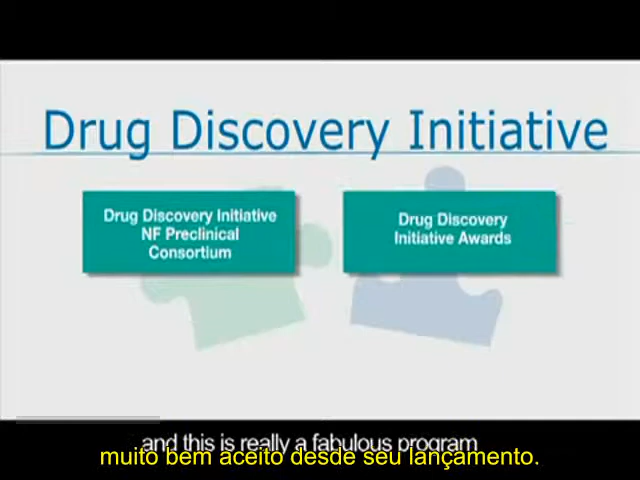 Drug Discovery Initiative
Drug Discovery Initiative
NF Preclinical
Consortium
Drug Discovery
Initiative Awards
and this is really a fabulous program
muito bem aceito desde seu lançamento.